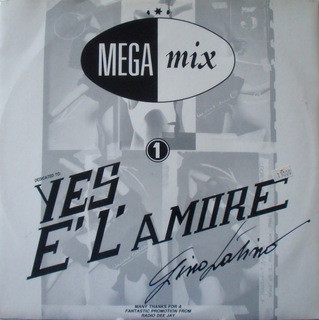 MEGA mix
1
YES
E' L' AMORE
Gino Latino
MANY THANKS FOR A
FANTASTIC PROMOTION FROM
RADIO DEE JAY